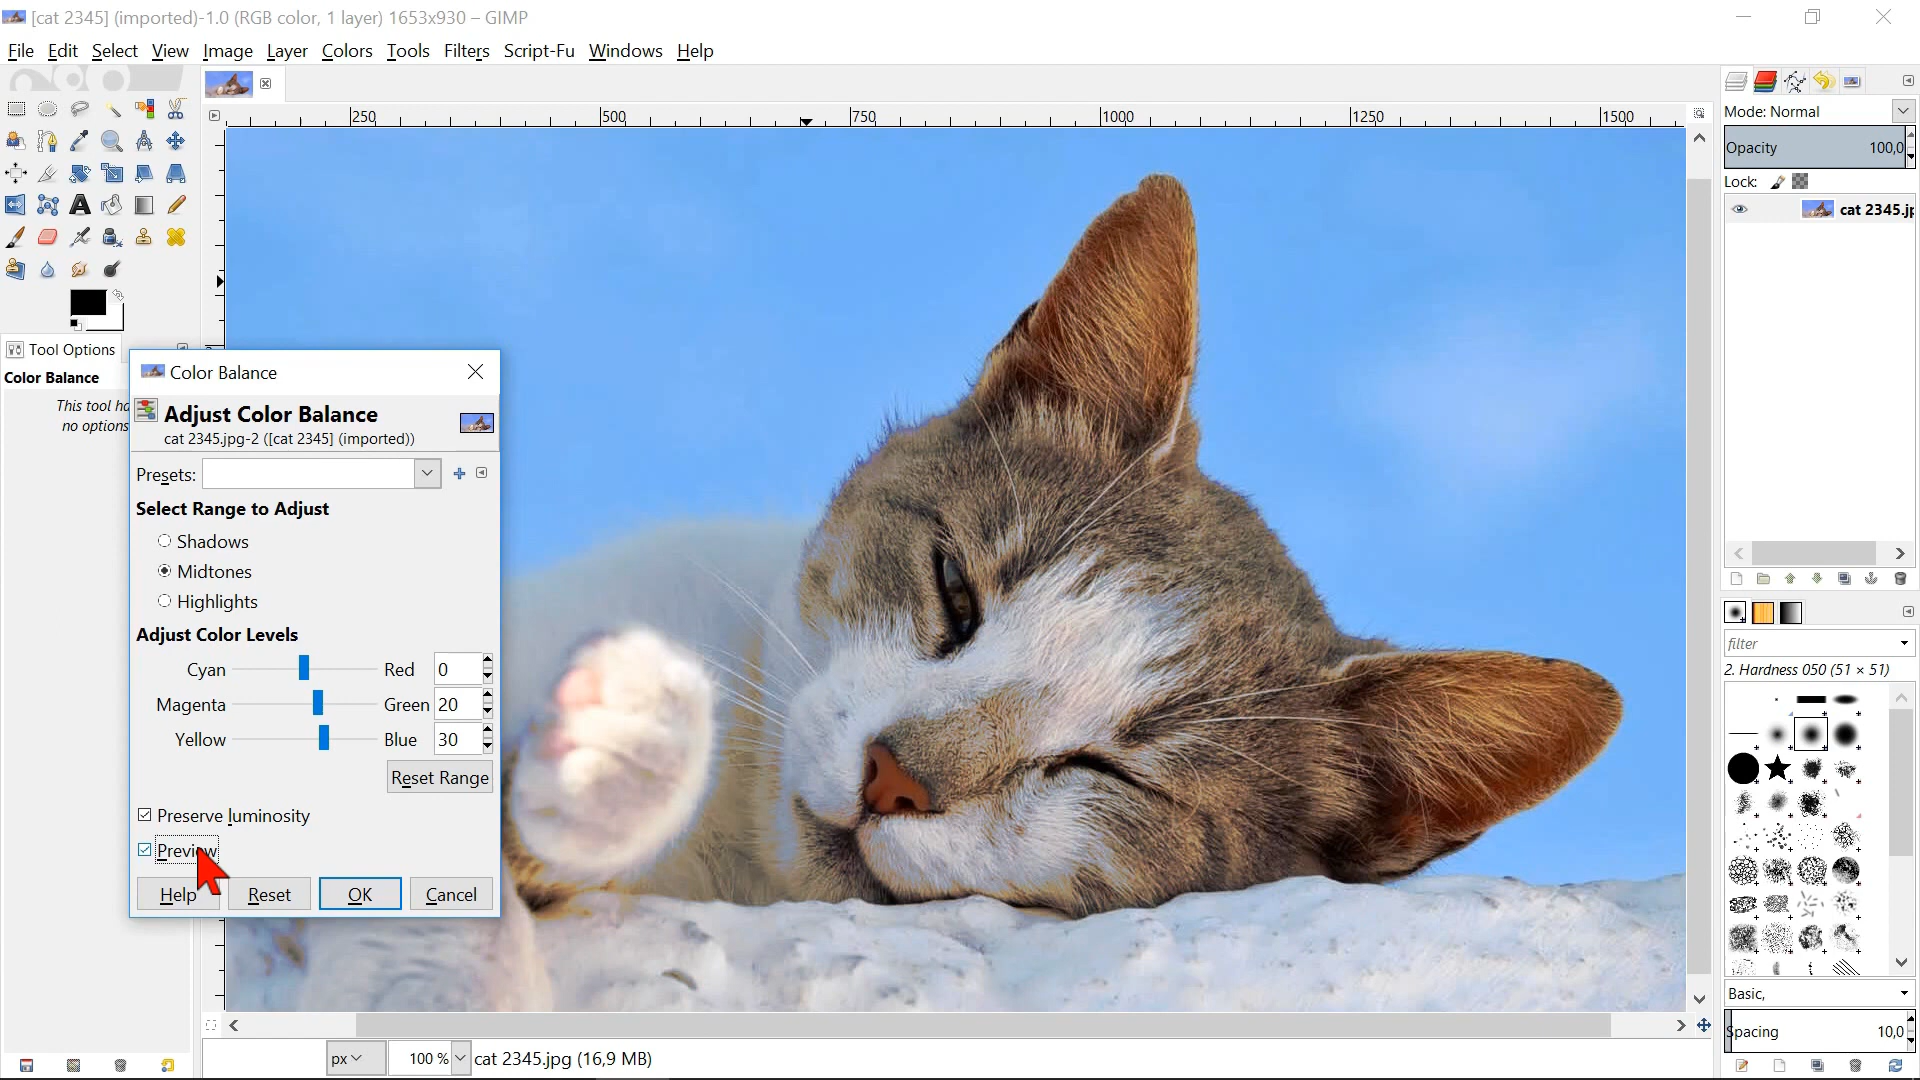 [cat 2345] (imported)-1.0 (RGB color, 1 layer) 1653x930 – GIMP
File Edit Select View Image Layer Colors Tools Filters Script-Fu Windows Help
250 500 750 1000 1250 1500
Mode: Normal
Opacity 100,0
Lock:
cat 2345.jp
Tool Options
Color Balance
This tool ha
no options
Color Balance
Adjust Color Balance
cat 2345.jpg-2 ([cat 2345] (imported))
Presets:
Select Range to Adjust
Shadows
Midtones
Highlights
Adjust Color Levels
Cyan Red 0
Magenta Green 20
Yellow Blue 30
Reset Range
Preserve luminosity
Preview
Help Reset OK Cancel
filter
2. Hardness 050 (51 × 51)
Basic,
Spacing 10,0
px 100 % cat 2345.jpg (16,9 MB)